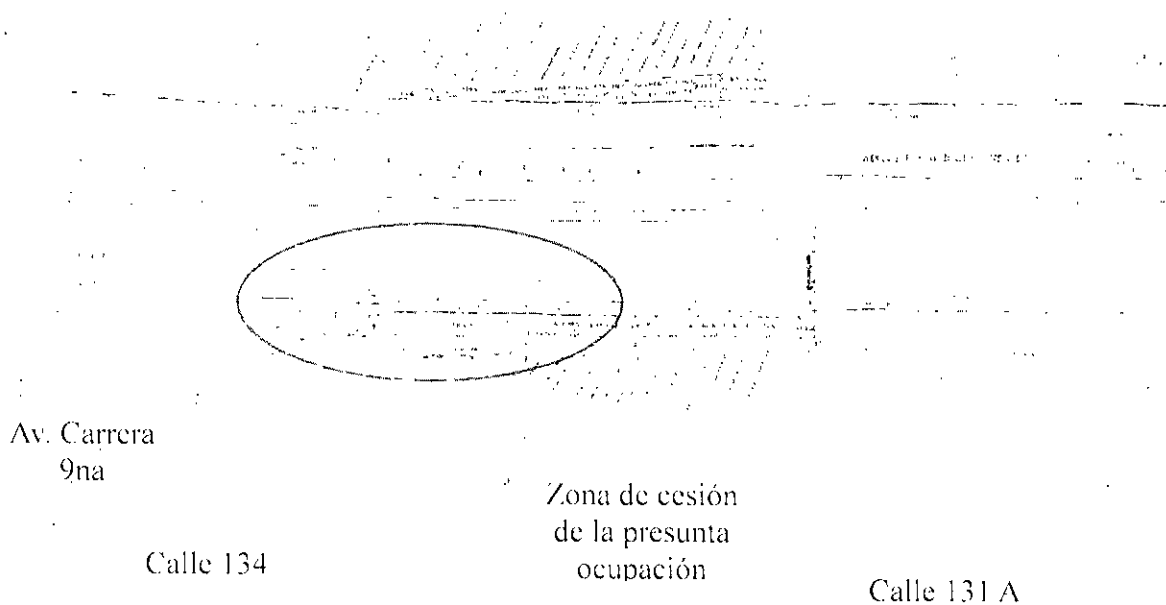 Av. Carrera
9na
Zona de cesión
de la presunta
ocupación
Calle 134
Calle 131 A